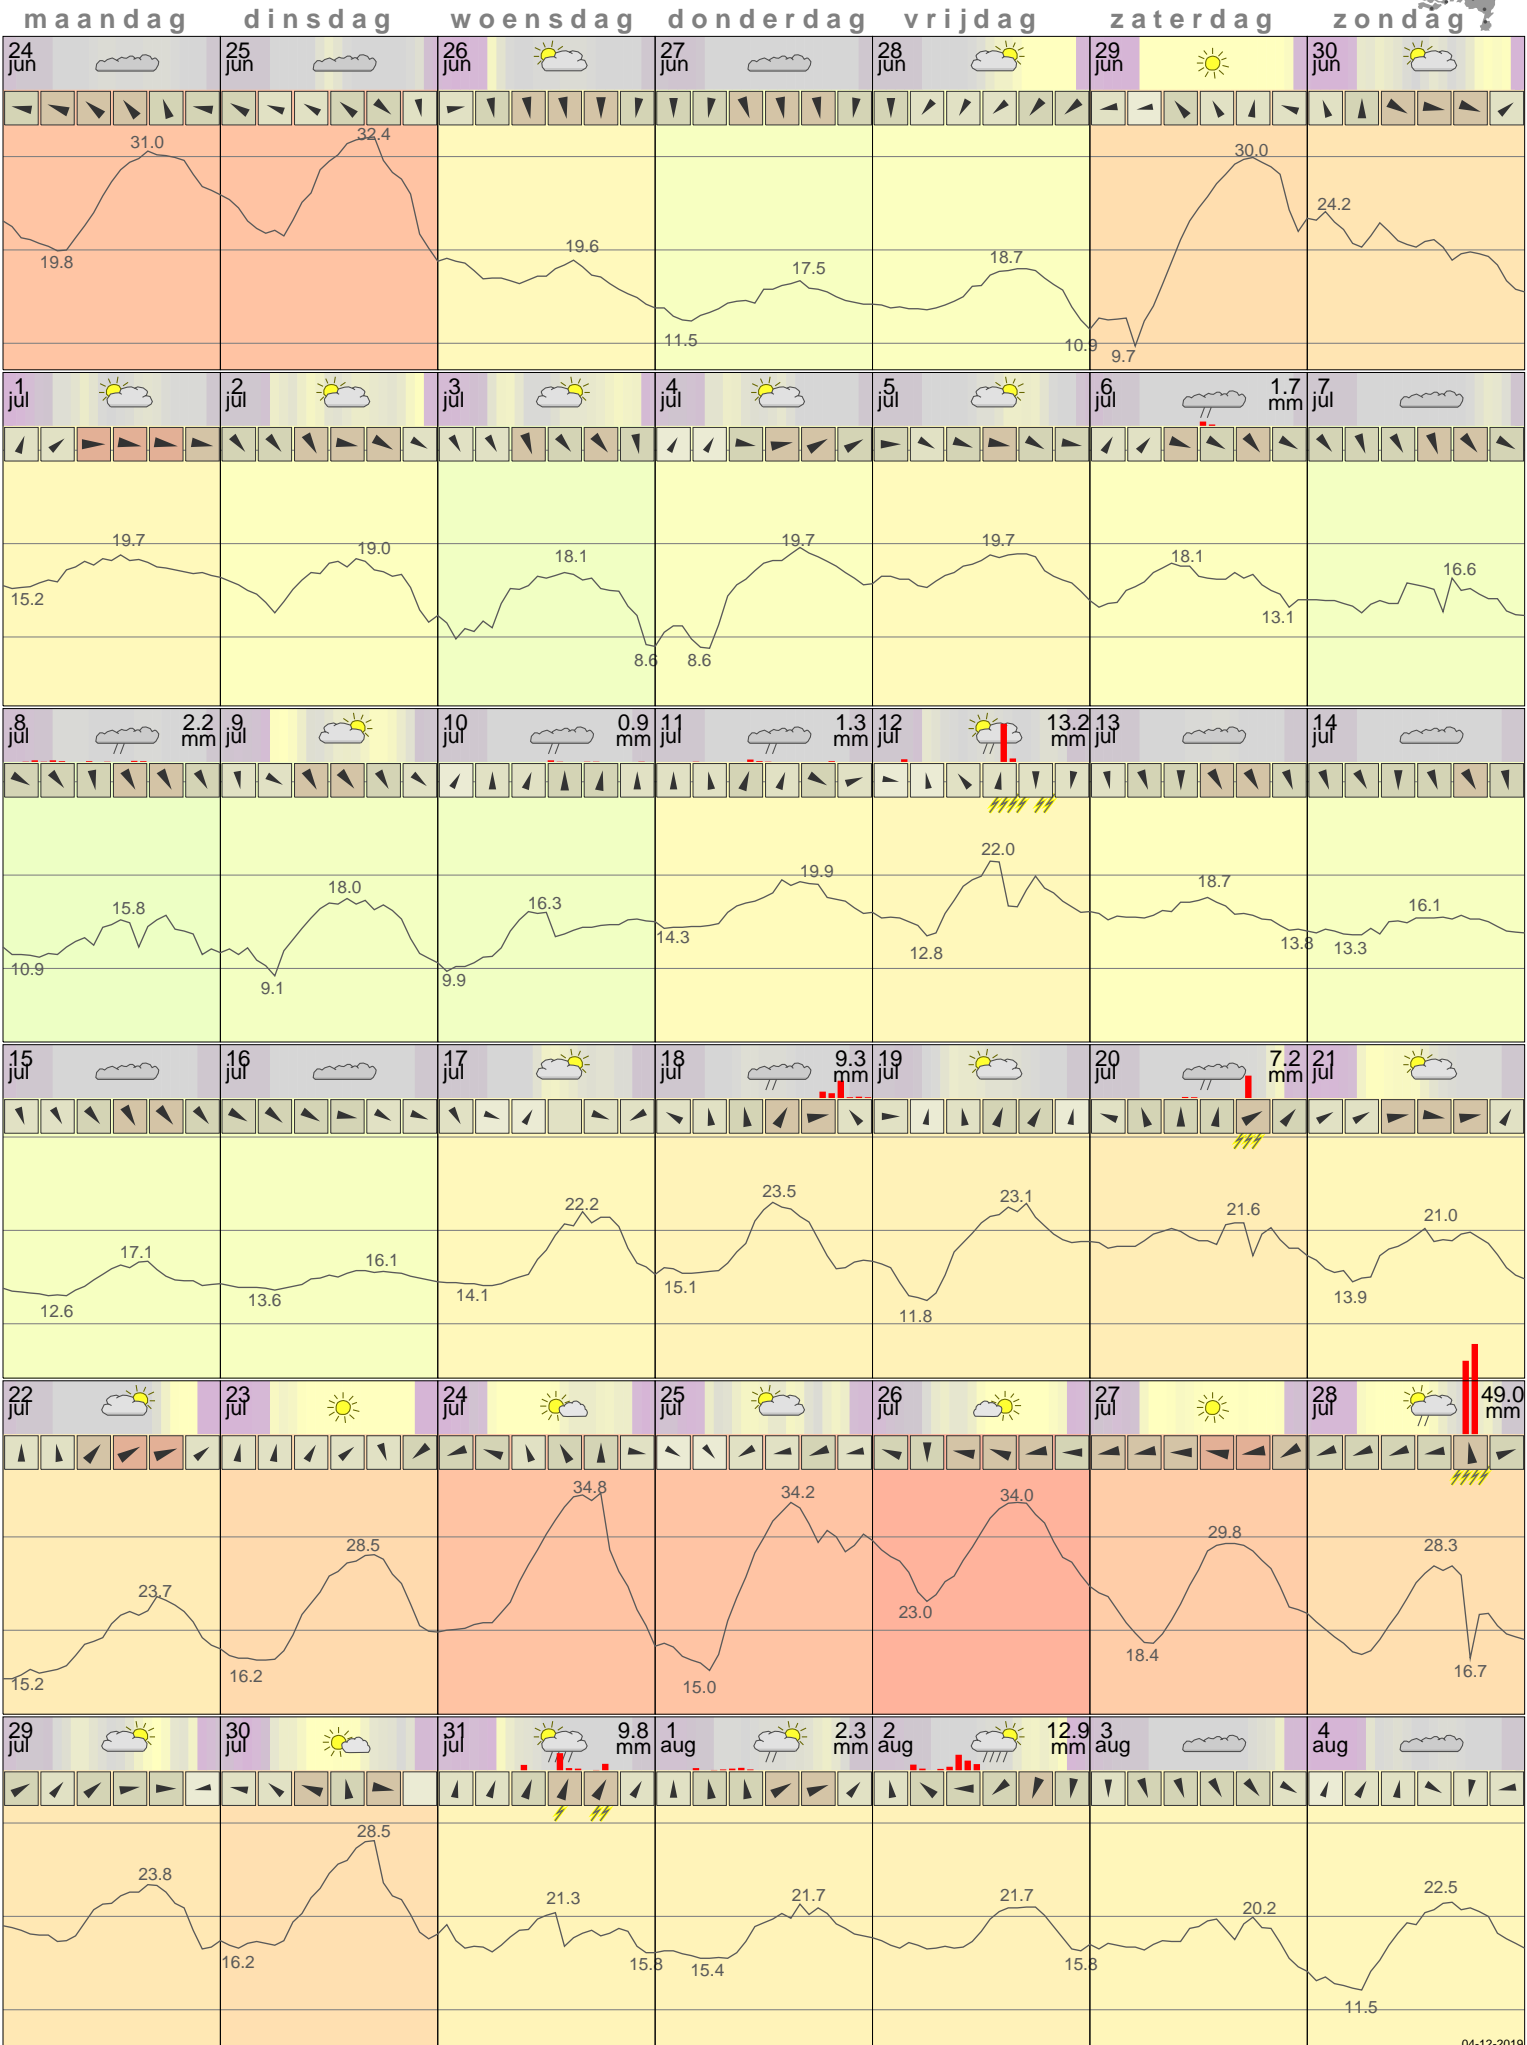 maandag dinsdag woensdag donderdag vrijdag zaterdag zondag
24 25 26 27 28 29 30
jun jun jun jun jun jun jun
31.0 32.4 30.0
24.2
19.8 19.6 17.5 18.7
11.5 10.9 9.7
1 2 3 4 5 6 1.7 7
jul jul jul jul jul jul mm jul
19.7 19.0 18.1 19.7 19.7 18.1 16.6
15.2 8.6 8.6 13.1
8 2.2 9 10 0.9 11 1.3 12 13.2 13 14
jul mm jul jul mm jul mm jul mm jul jul
15.8 18.0 16.3 19.9 22.0 18.7 16.1
10.9 9.1 9.9 14.3 12.8 13.8 13.3
15 16 17 18 9.3 19 20 7.2 21
jul jul jul jul mm jul jul mm jul
17.1 16.1 22.2 23.5 23.1 21.6 21.0
12.6 13.6 14.1 15.1 11.8 13.9
22 23 24 25 26 27 28 49.0
jul jul jul jul jul jul jul mm
23.7 28.5 34.8 34.2 34.0 29.8 28.3
15.2 16.2 15.0 23.0 18.4 16.7
29 30 31 9.8 1 2.3 2 12.9 3 4
jul jul jul mm aug mm aug mm aug aug
23.8 28.5 21.3 21.7 21.7 20.2 22.5
16.2 15.8 15.4 15.8 11.5
04-12-2019